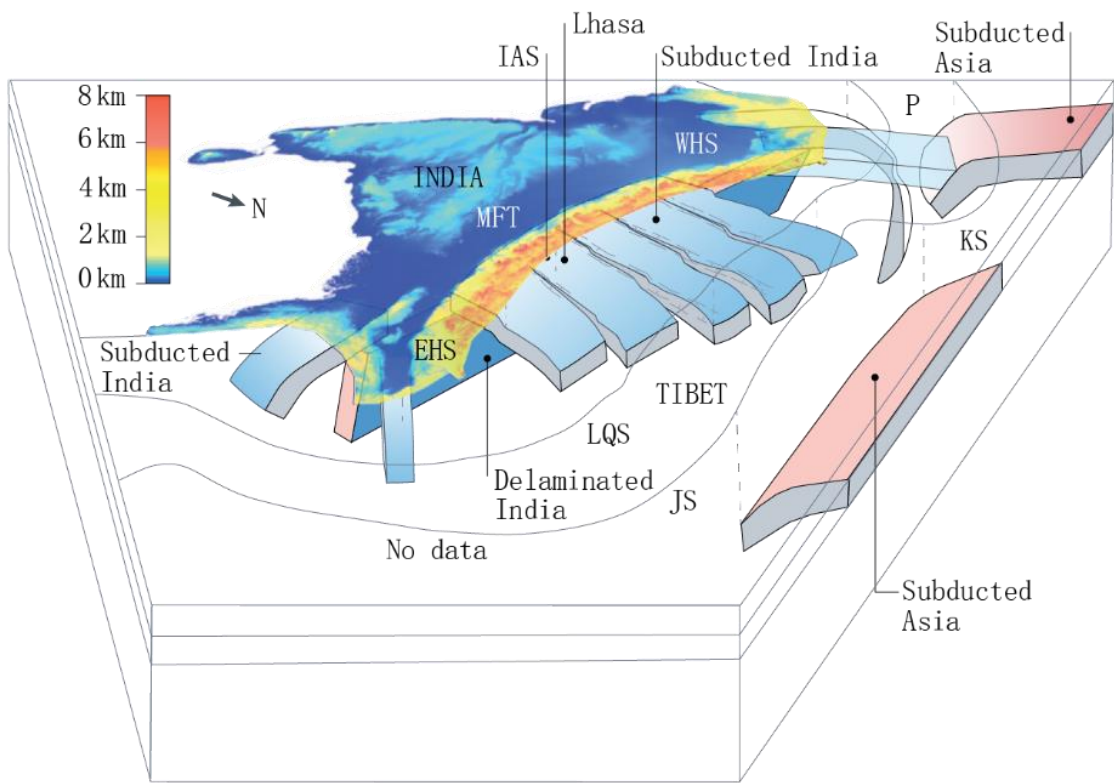 Lhasa
IAS
Subducted India
Subducted
Asia
8 km
6 km
4 km
2 km
0 km
P
WHS
INDIA
N
MFT
KS
EHS
Subducted
India
TIBET
LQS
Delaminated
India
JS
No data
Subducted
Asia